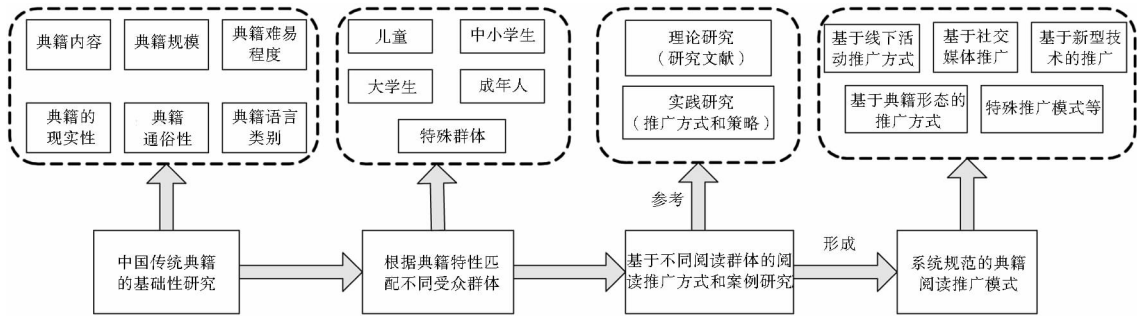 典籍内容
典籍规模
典籍难易
程度
典籍的
现实性
典籍
通俗性
典籍语言
类别
儿童
中小学生
大学生
成年人
特殊群体
理论研究
（研究文献）
实践研究
（推广方式和策略）
基于线下活
动推广方式
基于社交
媒体推广
基于新型技
术的推广
基于典籍形态的
推广方式
特殊推广模式等
参考
形成
中国传统典籍
的基础性研究
根据典籍特性匹
配不同受众群体
基于不同阅读群体的阅
读推广方式和案例研究
系统规范的典籍
阅读推广模式